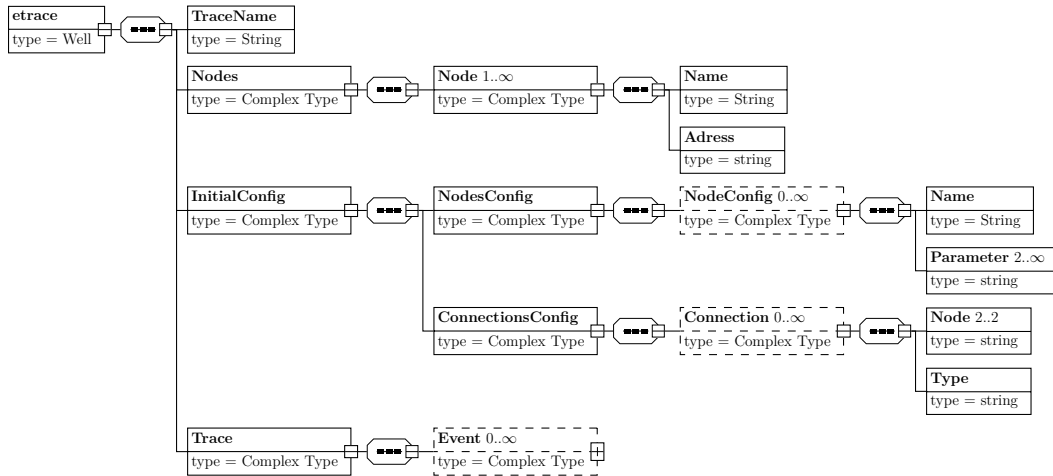 etrace
type = Well
TraceName
type = String
Nodes
type = Complex Type
Node 1..∞
type = Complex Type
Name
type = String
Adress
type = string
InitialConfig
type = Complex Type
NodesConfig
type = Complex Type
NodeConfig 0..∞
type = Complex Type
Name
type = String
Parameter 2..∞
type = string
ConnectionsConfig
type = Complex Type
Connection 0..∞
type = Complex Type
Node 2..2
type = string
Type
type = string
Trace
type = Complex Type
Event 0..∞
type = Complex Type